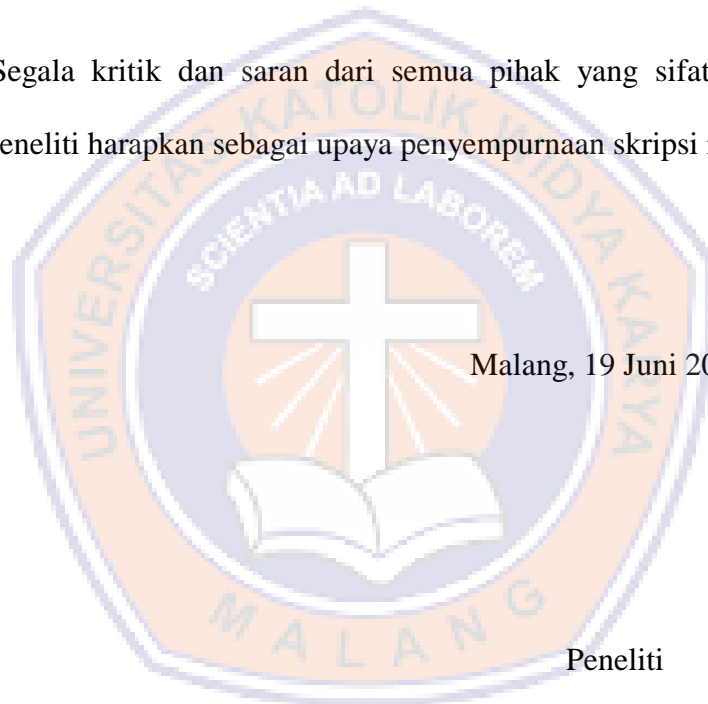 Segala kritik dan saran dari semua pihak yang sifat
eneliti harapkan sebagai upaya penyempurnaan skripsi
UNIVERSITAS KATOLIK WIDYA KARYA
SCIENTIA AD LABOREM
Malang, 19 Juni 20
MALANG
Peneliti